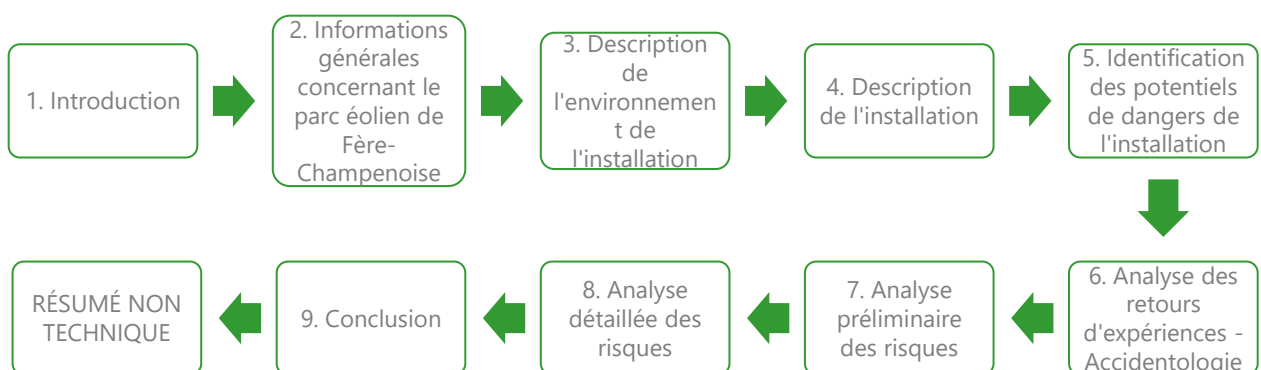 1. Introduction
2. Informations
générales
concernant le
parc éolien de
Fère-
Champenoise
3. Description
de
l'environnemen
t de
l'installation
4. Description
de l'installation
5. Identification
des potentiels
de dangers de
l'installation
6. Analyse des
retours
d'expériences -
Accidentologie
7. Analyse
préliminaire
des risques
8. Analyse
détaillée des
risques
9. Conclusion
RÉSUMÉ NON
TECHNIQUE